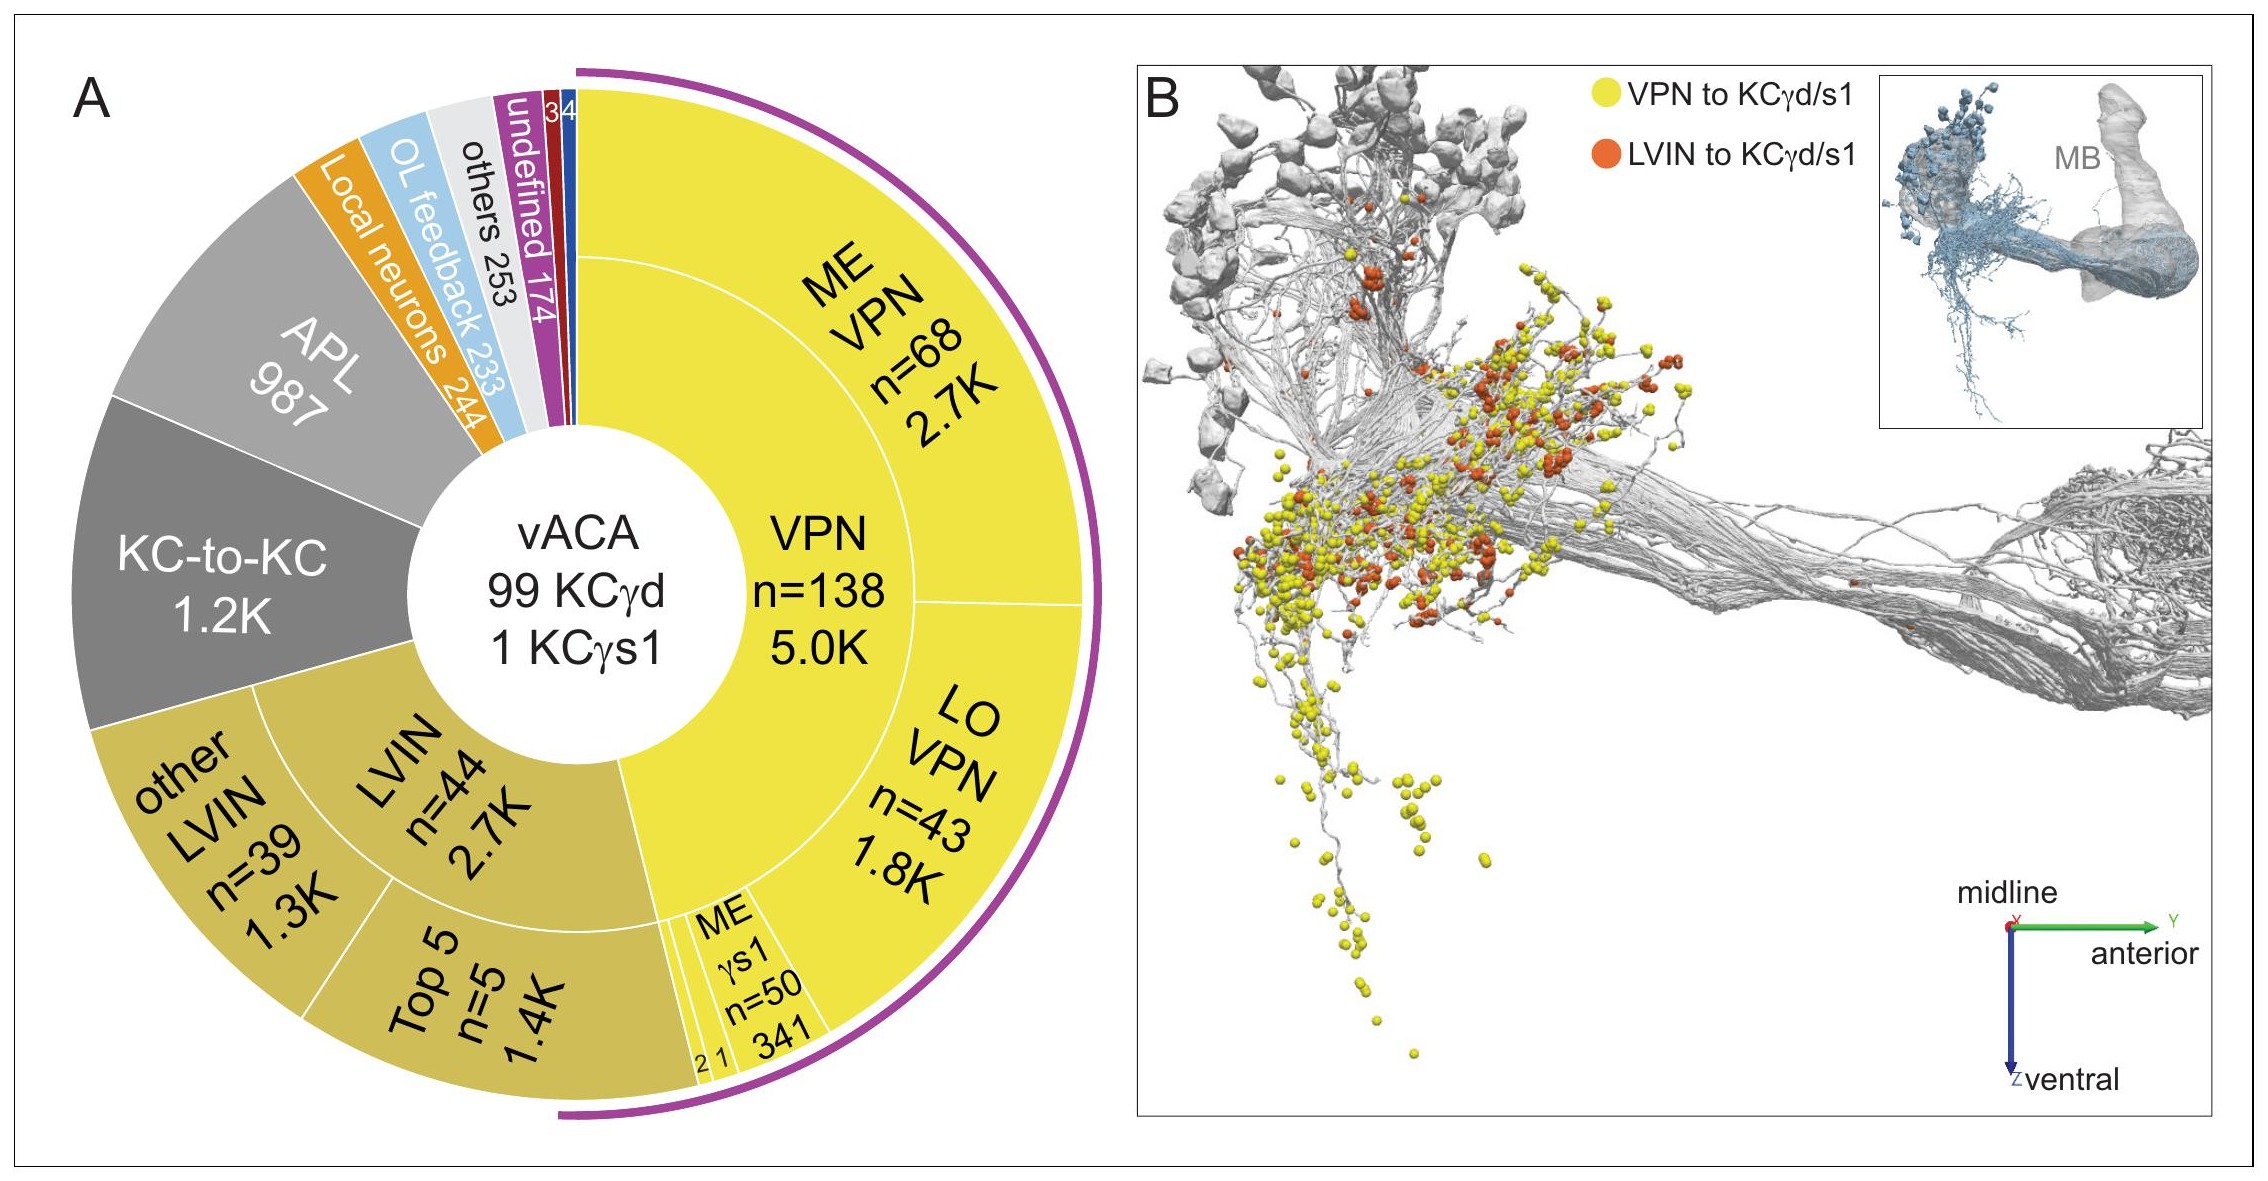 A
3
4
undefined 174
others 253
OL feedback 233
Local neurons 244
APL
987
KC-to-KC
1.2K
ME
VPN
n=68
2.7K
vACA
99 KCγd
1 KCγs1
VPN
n=138
5.0K
LO
VPN
n=43
1.8K
ME
γs1
n=50
341
1
2
LVIN
n=44
2.7K
other
LVIN
n=39
1.3K
Top 5
n=5
1.4K
B
VPN to KCγd/s1
LVIN to KCγd/s1
MB
midline
X
Y
anterior
Z
ventral